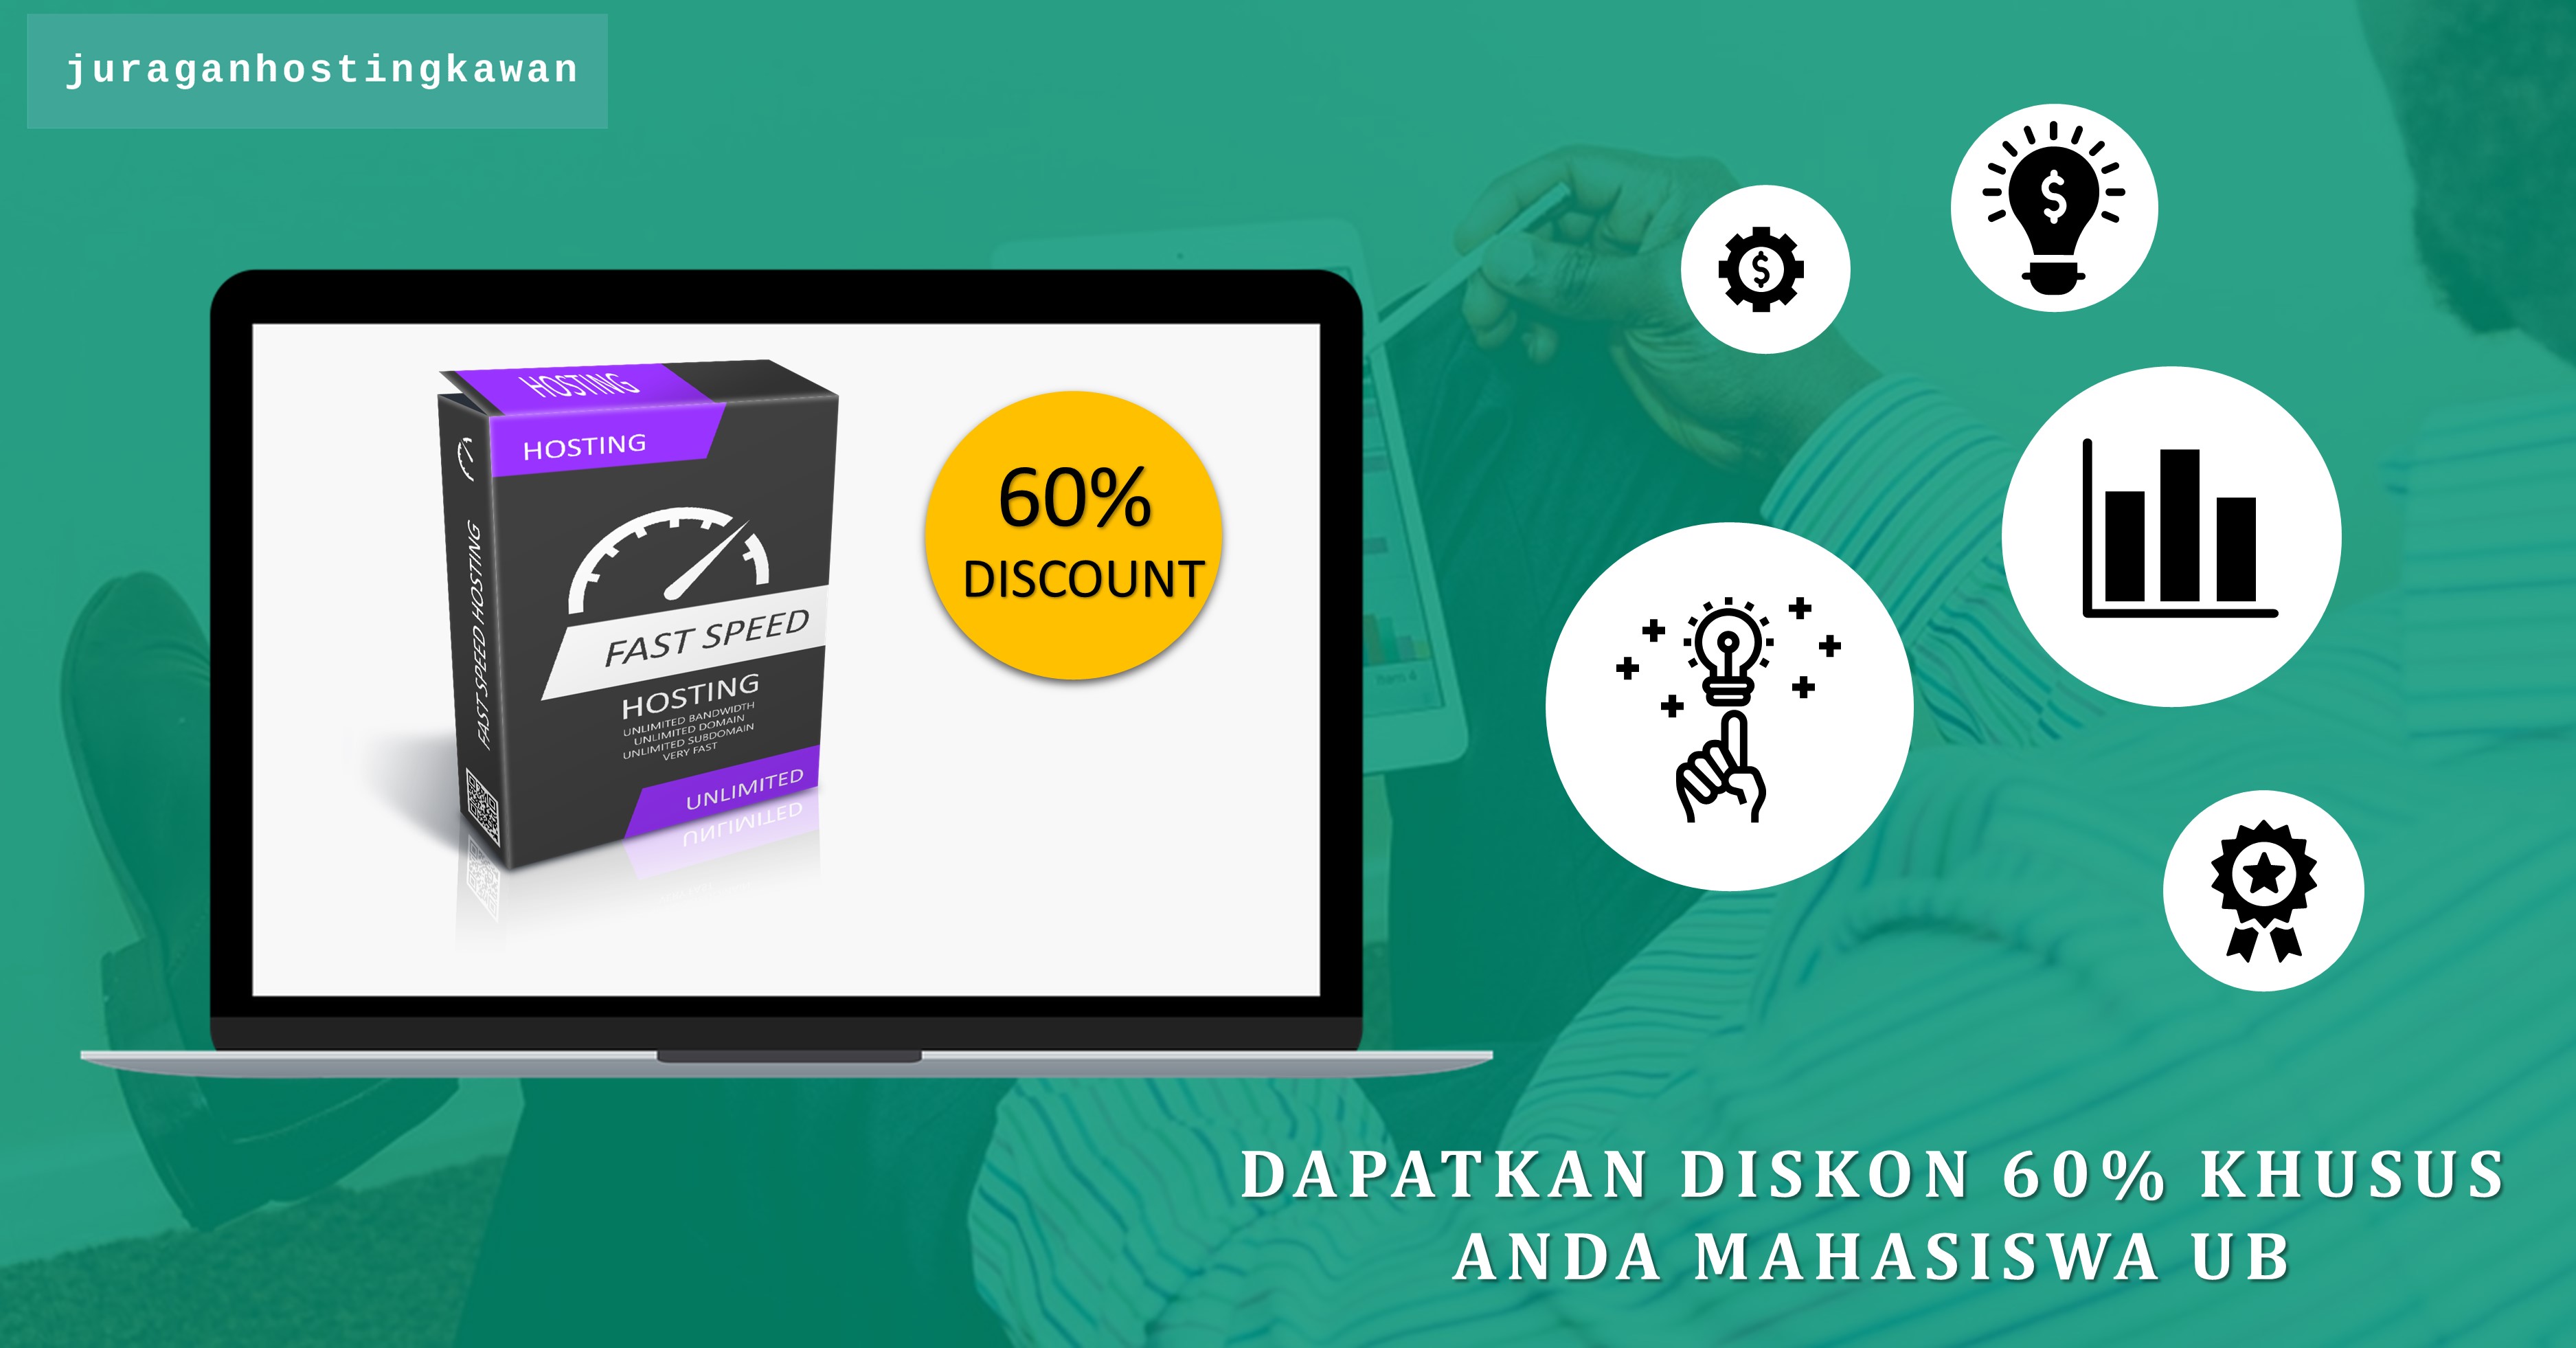 juraganhostingkawan
HOSTING
HOSTING
FAST SPEED HOSTING
FAST SPEED
HOSTING
UNLIMITED BANDWIDTH
UNLIMITED DOMAIN
UNLIMITED SUBDOMAIN
VERY FAST
UNLIMITED
UNLIMITED
60%
DISCOUNT
DAPATKAN DISKON 60% KHUSUS
ANDA MAHASISWA UB